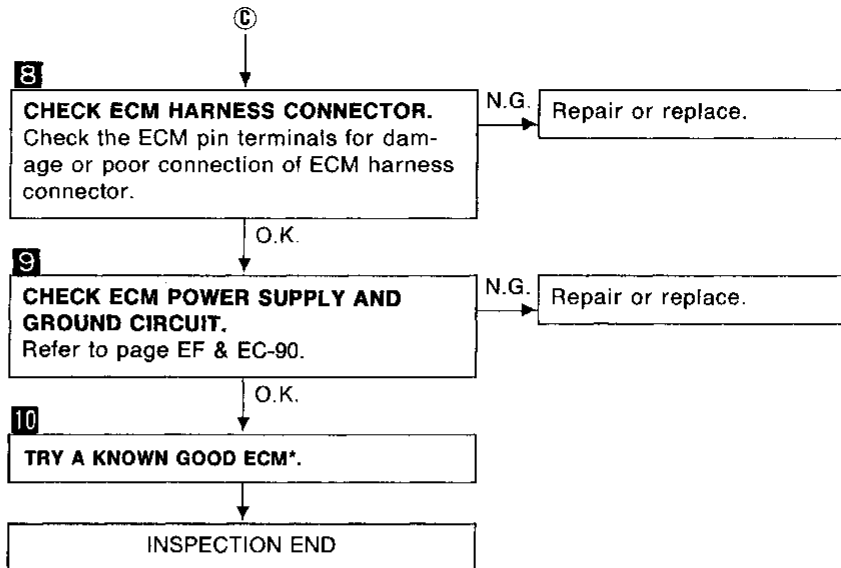 Ⓒ
8
CHECK ECM HARNESS CONNECTOR.
Check the ECM pin terminals for dam-
age or poor connection of ECM harness
connector.
N.G.
Repair or replace.
O.K.
9
CHECK ECM POWER SUPPLY AND
GROUND CIRCUIT.
Refer to page EF & EC-90.
N.G.
Repair or replace.
O.K.
10
TRY A KNOWN GOOD ECM*.
INSPECTION END